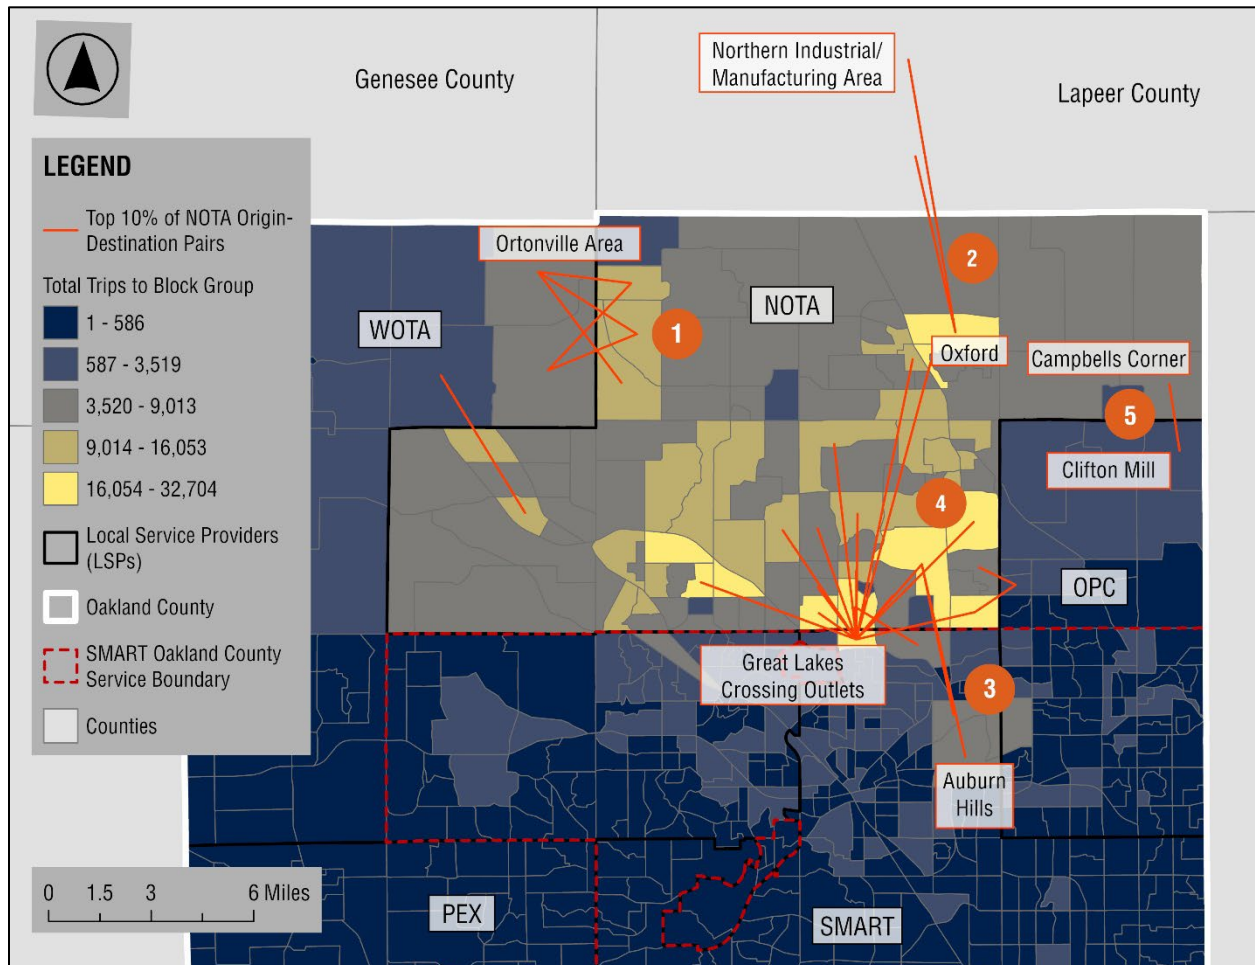 Northern Industrial/
Manufacturing Area
Genesee County
Lapeer County
LEGEND
Top 10% of NOTA Origin-
Destination Pairs
Total Trips to Block Group
1 - 586
587 - 3,519
3,520 - 9,013
9,014 - 16,053
16,054 - 32,704
Local Service Providers
(LSPs)
Oakland County
SMART Oakland County
Service Boundary
Counties
Ortonville Area
2
NOTA
WOTA
1
Oxford
Campbells Corner
5
Clifton Mill
4
OPC
Great Lakes
Crossing Outlets
3
Auburn
Hills
0 1.5 3 6 Miles
PEX
SMART